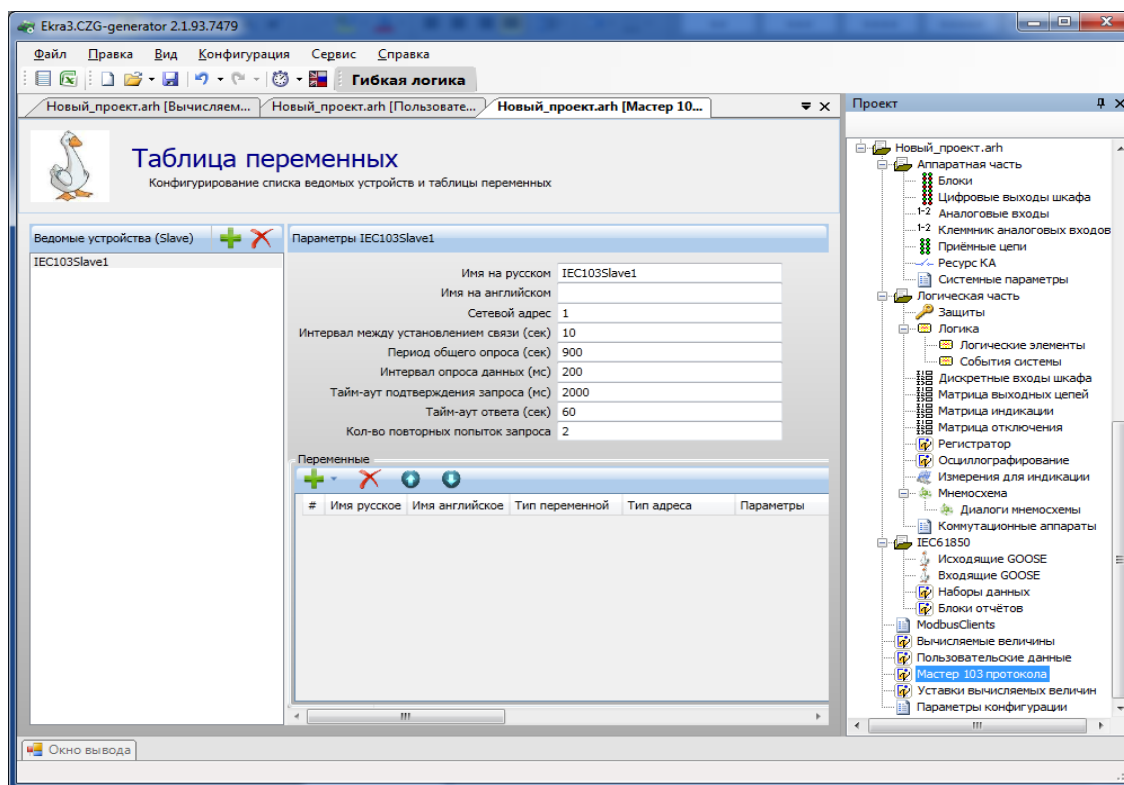 Ekra3.CZG-generator 2.1.93.7479
Файл Правка Вид Конфигурация Сервис Справка
Гибкая логика
Новый_проект.arh [Вычисляем... Новый_проект.arh [Пользовате... Новый_проект.arh [Мастер 10...
Таблица переменных
Конфигурирование списка ведомых устройств и таблицы переменных
Ведомые устройства (Slave)
IEC103Slave1
Параметры IEC103Slave1
Имя на русском IEC103Slave1
Имя на английском
Сетевой адрес 1
Интервал между установлением связи (сек) 10
Период общего опроса (сек) 900
Интервал опроса данных (мс) 200
Тайм-аут подтверждения запроса (мс) 2000
Тайм-аут ответа (сек) 60
Кол-во повторных попыток запроса 2
Переменные
# Имя русское Имя английское Тип переменной Тип адреса Параметры
Проект
Новый_проект.arh
Аппаратная часть
Блоки
Цифровые выходы шкафа
1-2 Аналоговые входы
1-2 Клеммник аналоговых входов
Приёмные цепи
Ресурс КА
Системные параметры
Логическая часть
Защиты
Логика
Логические элементы
События системы
Дискретные входы шкафа
Матрица выходных цепей
Матрица индикации
Матрица отключения
Регистратор
Осциллографирование
Измерения для индикации
Мнемосхема
Диалоги мнемосхемы
Коммутационные аппараты
IEC61850
Исходящие GOOSE
Входящие GOOSE
Наборы данных
Блоки отчётов
ModbusClients
Вычисляемые величины
Пользовательские данные
Мастер 103 протокола
Уставки вычисляемых величин
Параметры конфигурации
Окно вывода